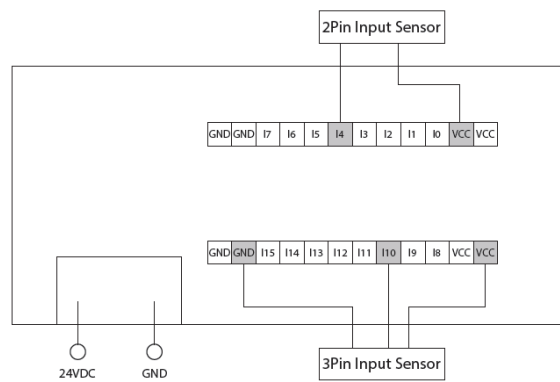 2Pin Input Sensor
GND GND I7 I6 I5 I4 I3 I2 I1 I0 VCC VCC
GND GND I15 I14 I13 I12 I11 I10 I9 I8 VCC VCC
24VDC GND
3Pin Input Sensor